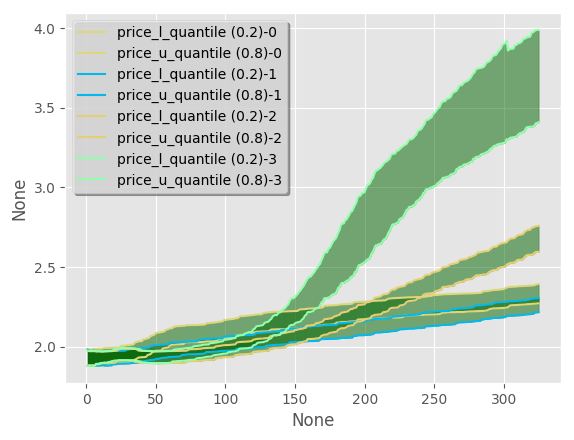 4.0
3.5
3.0
2.5
2.0
None
price_l_quantile (0.2)-0
price_u_quantile (0.8)-0
price_l_quantile (0.2)-1
price_u_quantile (0.8)-1
price_l_quantile (0.2)-2
price_u_quantile (0.8)-2
price_l_quantile (0.2)-3
price_u_quantile (0.8)-3
0 50 100 150 200 250 300
None